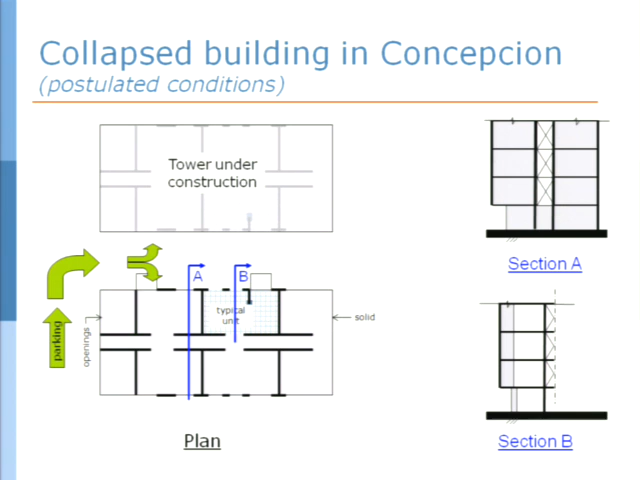 Collapsed building in Concepcion
(postulated conditions)
Tower under
construction
Section A
A
B
typical
unit
parking
openings
solid
Plan
Section B